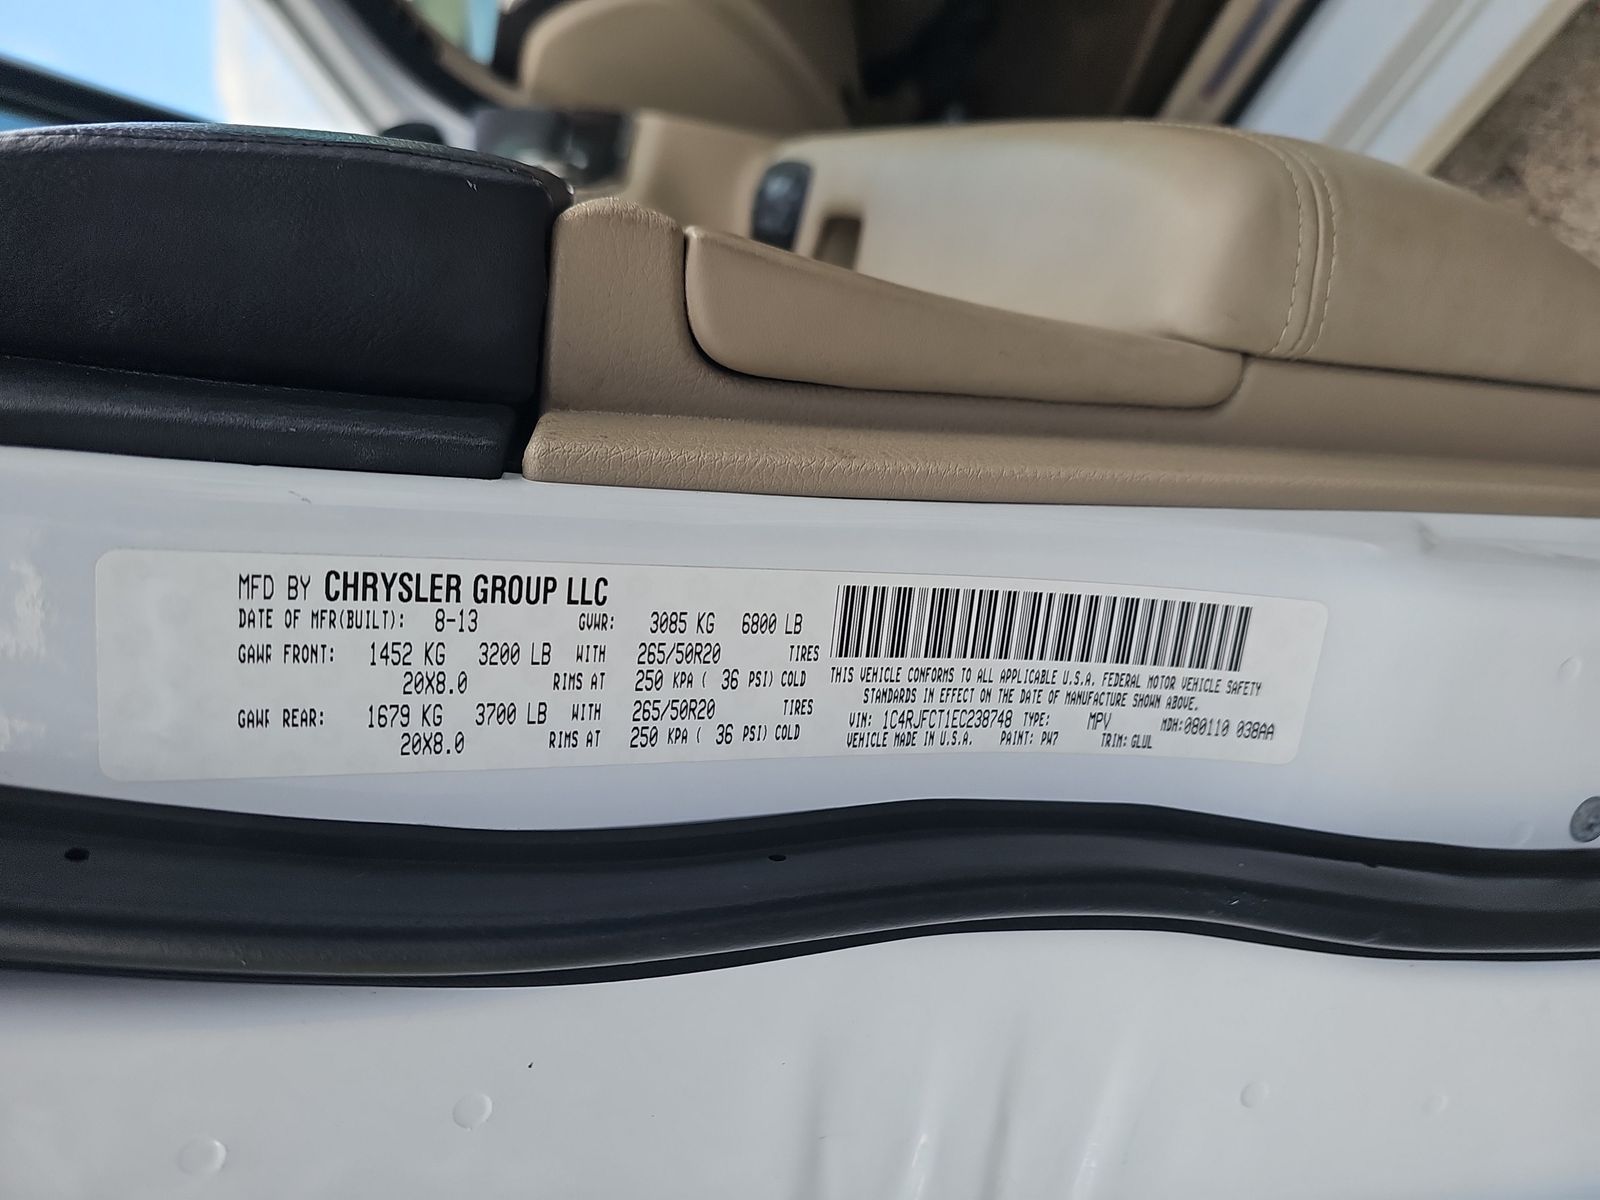 MFD BY CHRYSLER GROUP LLC
DATE OF MFR(BUILT): 8-13 GVWR: 3085 KG 6800 LB
GAWR FRONT: 1452 KG 3200 LB WITH 265/50R20 TIRES
20X8.0 RIMS AT 250 KPA ( 36 PSI) COLD
GAWR REAR: 1679 KG 3700 LB WITH 265/50R20 TIRES
20X8.0 RIMS AT 250 KPA ( 36 PSI) COLD
THIS VEHICLE CONFORMS TO ALL APPLICABLE U.S.A. FEDERAL MOTOR VEHICLE SAFETY
STANDARDS IN EFFECT ON THE DATE OF MANUFACTURE SHOWN ABOVE.
VIN: 1C4RJFCT1EC238748 TYPE: MPV MDH:080110 038AA
VEHICLE MADE IN U.S.A. PAINT: PW7 TRIM: GLUL